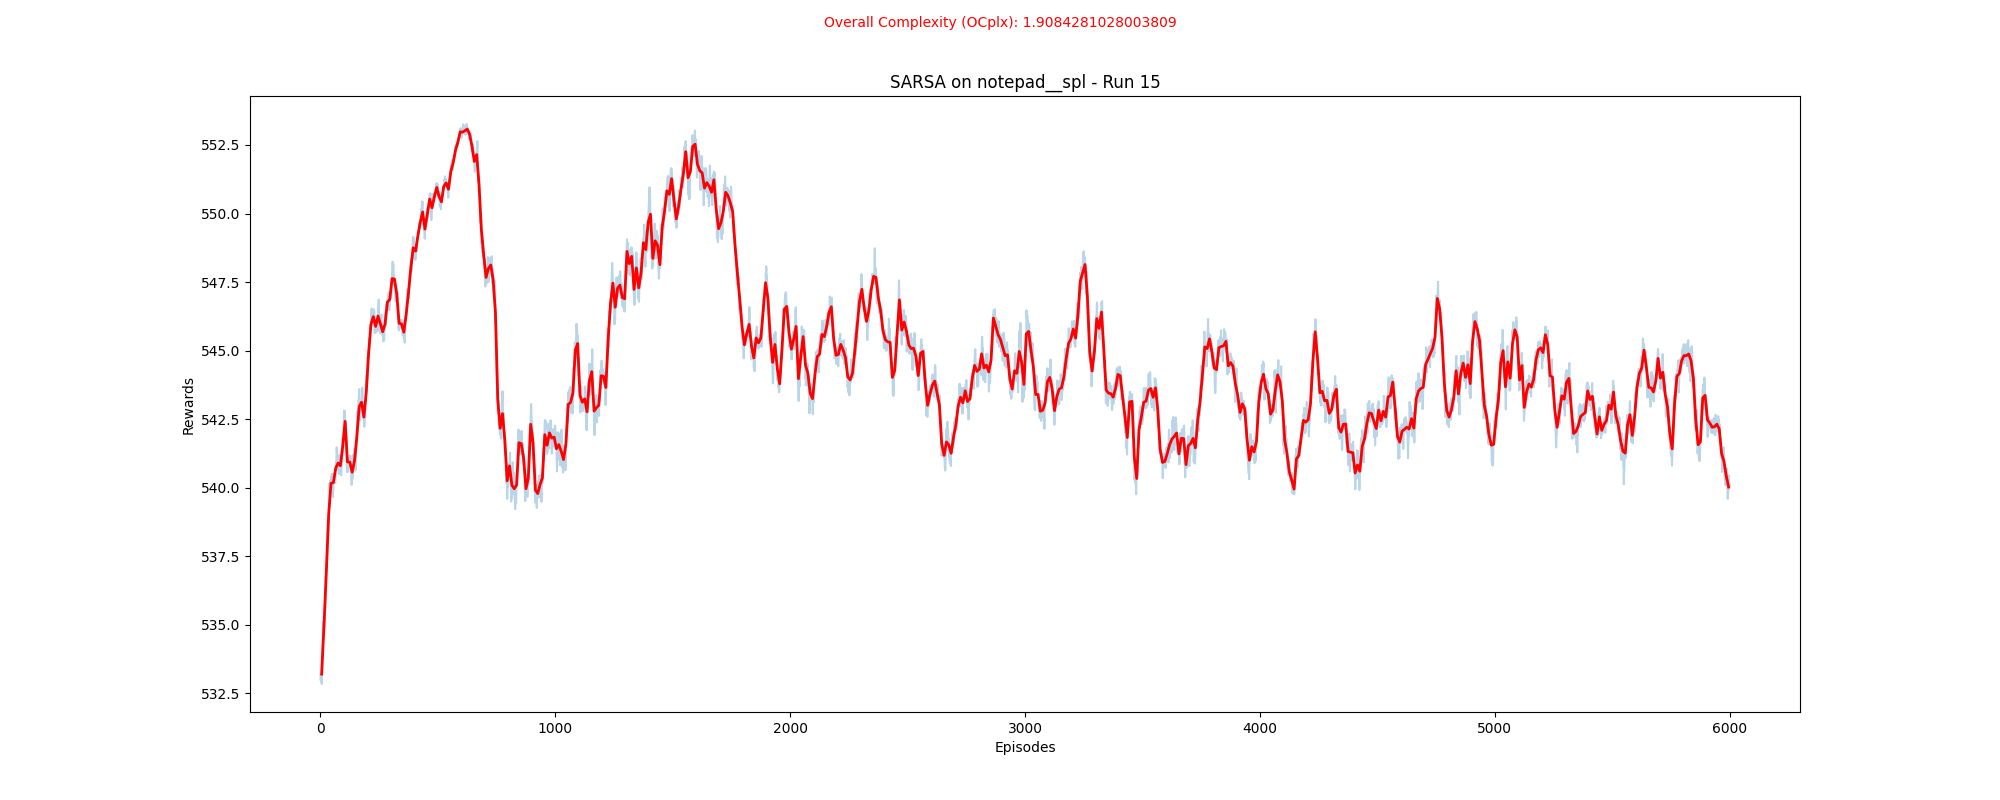 Overall Complexity (OCplx): 1.9084281028003809
SARSA on notepad__spl - Run 15
552.5
550.0
547.5
545.0
542.5
540.0
537.5
535.0
532.5
Rewards
0 1000 2000 3000 4000 5000 6000
Episodes